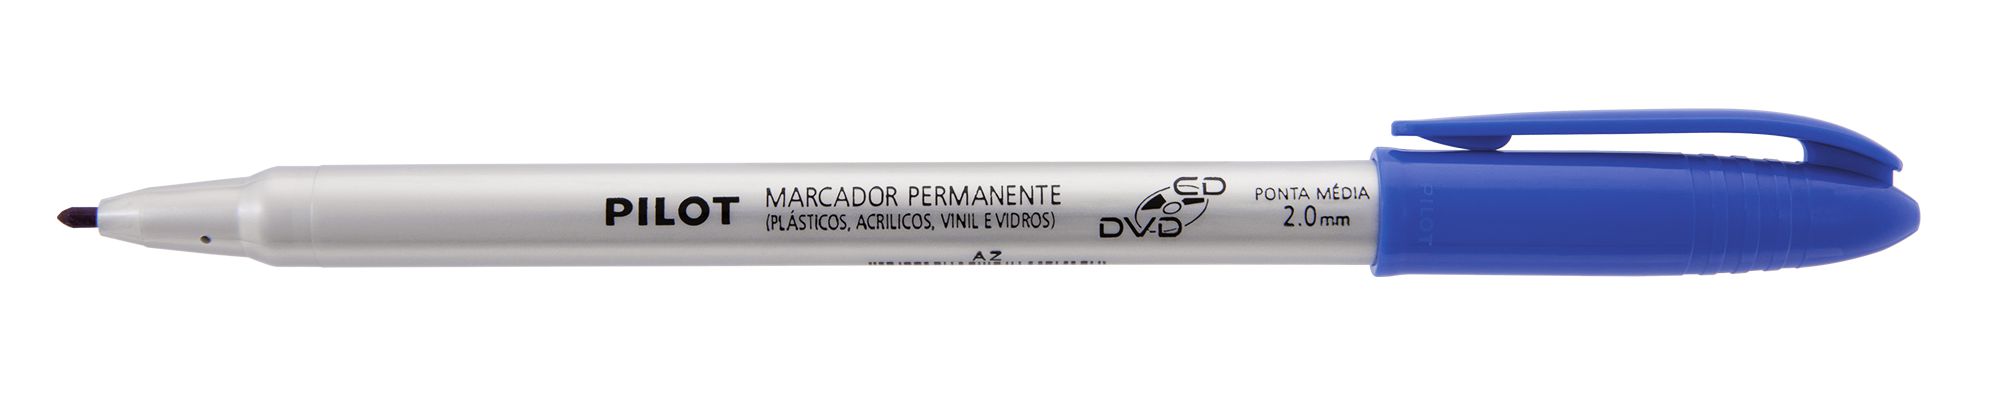 PILOT
MARCADOR PERMANENTE
(PLÁSTICOS, ACRILICOS, VINIL E VIDROS)
CD
DVD
PONTA MÉDIA
2.0mm
AZ
PILOT